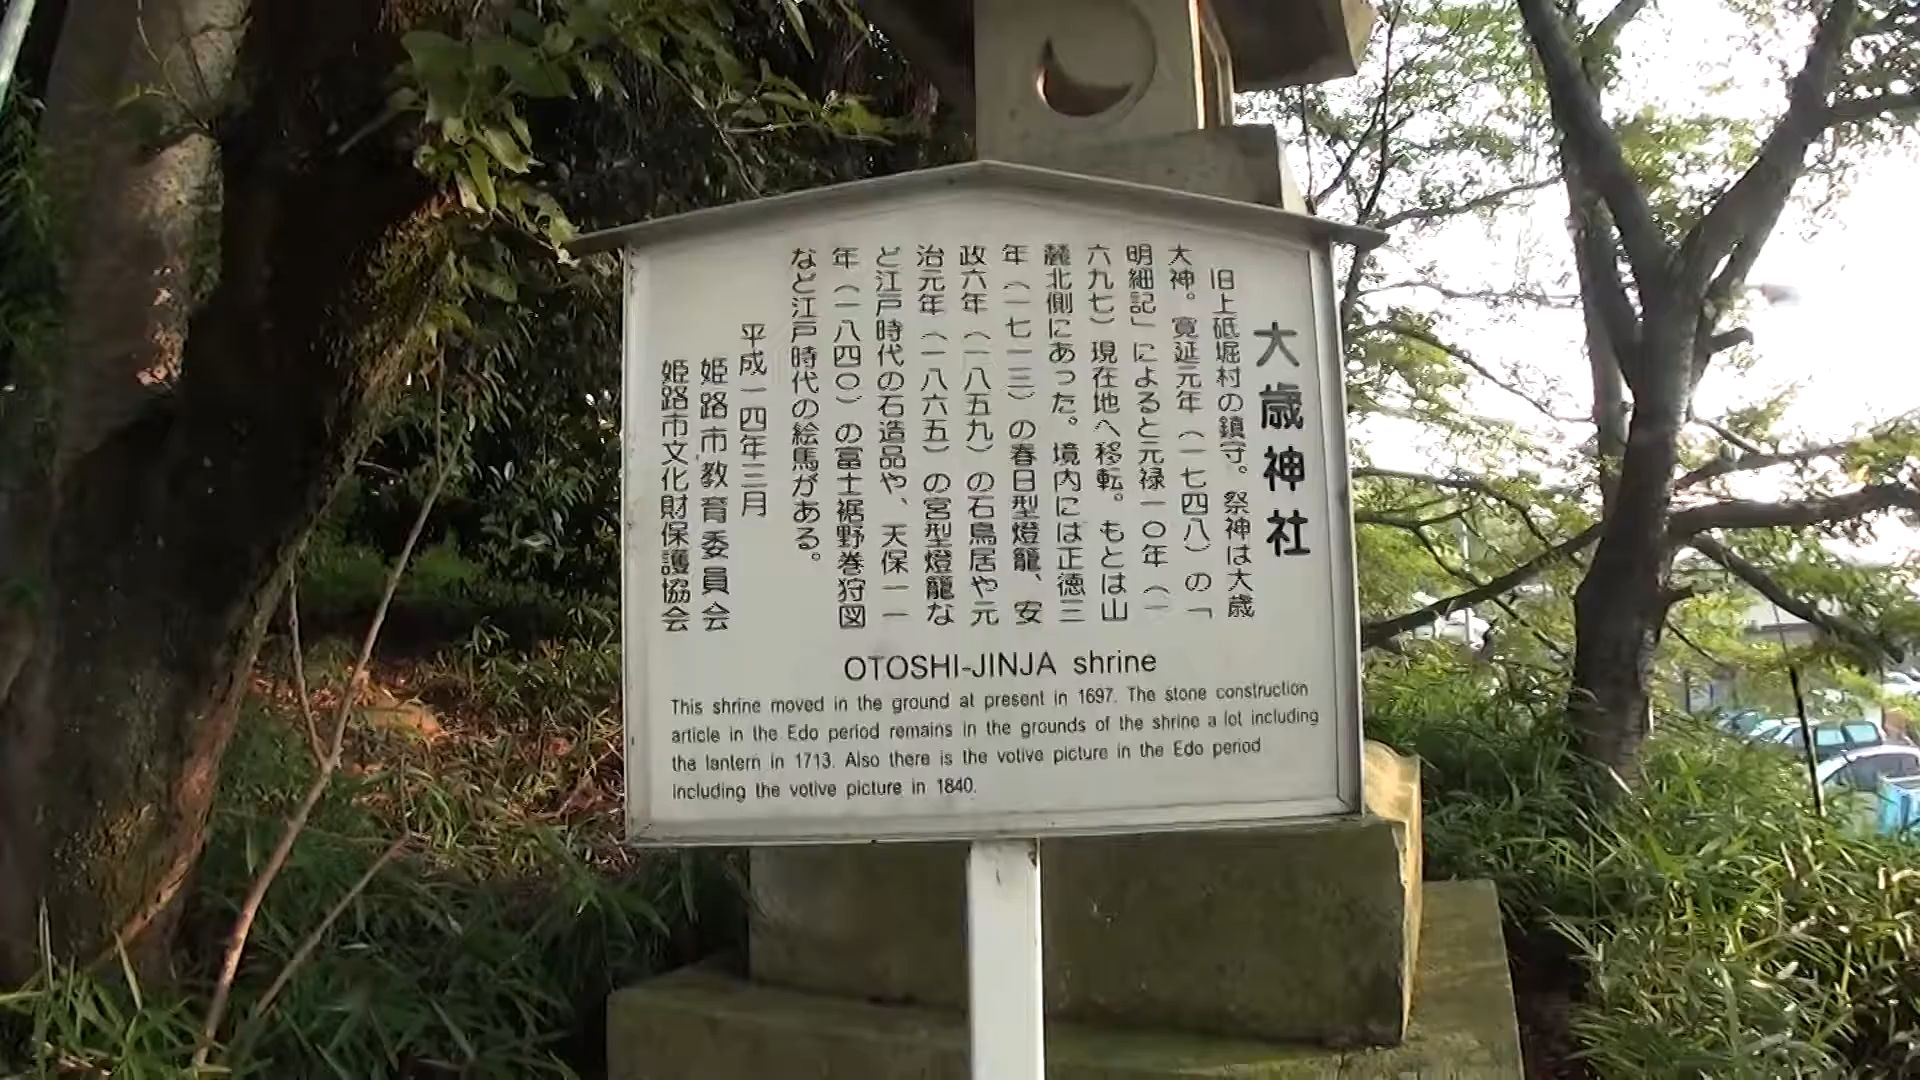 大歳神社
旧上砥堀村の鎮守。祭神は大歳
大神。寛延元年（一七四八）の「
明細記」によると元禄一〇年（一
六九七）現在地へ移転。もとは山
麓北側にあった。境内には正徳三
年（一七一三）の春日型燈籠、安
政六年（一八五九）の石鳥居や元
治元年（一八六五）の宮型燈籠な
ど江戸時代の石造品や、天保一一
年（一八四〇）の富士裾野巻狩図
など江戸時代の絵馬がある。
平成一四年三月
姫路市教育委員会
姫路市文化財保護協会
OTOSHI-JINJA shrine
This shrine moved in the ground at present in 1697. The stone construction
article in the Edo period remains in the grounds of the shrine a lot including
the lantern in 1713. Also there is the votive picture in the Edo period
including the votive picture in 1840.